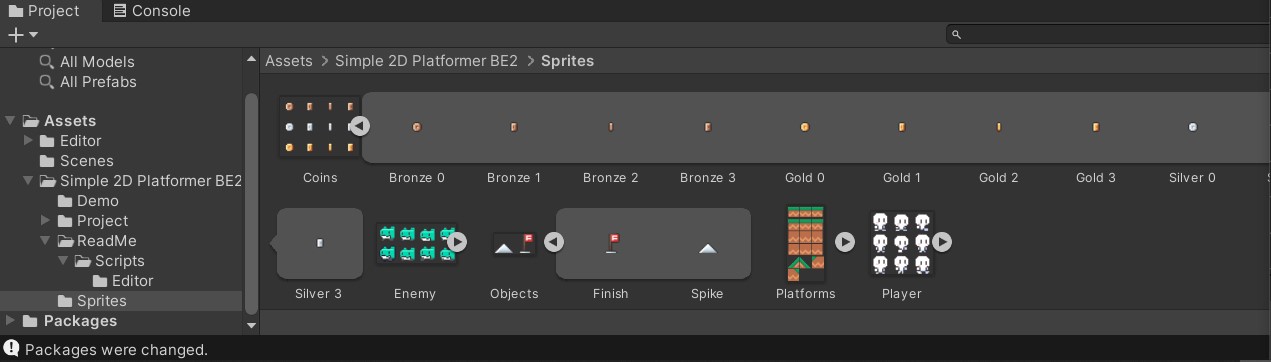 Project Console
All Models
All Prefabs
Assets
Editor
Scenes
Simple 2D Platformer BE2
Demo
Project
ReadMe
Scripts
Editor
Sprites
Packages
Assets > Simple 2D Platformer BE2 > Sprites
Coins Bronze 0 Bronze 1 Bronze 2 Bronze 3 Gold 0 Gold 1 Gold 2 Gold 3 Silver 0
Silver 3 Enemy Objects Finish Spike Platforms Player
Packages were changed.